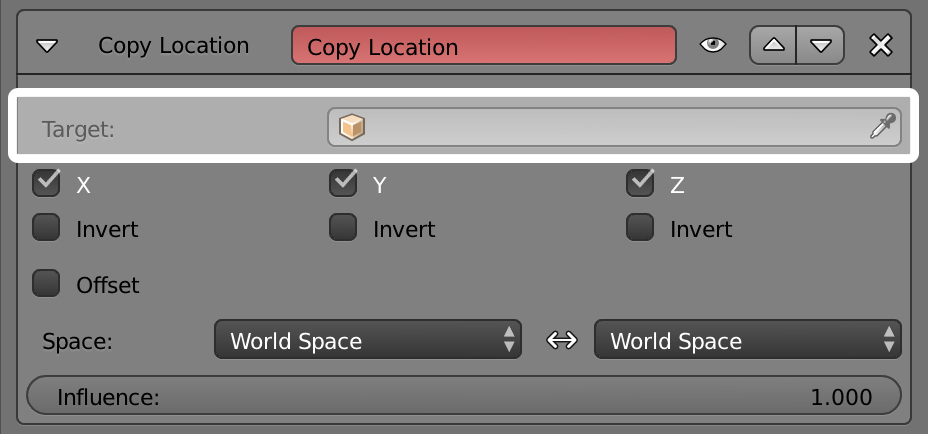 Copy Location Copy Location
Target:
X Y Z
Invert Invert Invert
Offset
Space: World Space World Space
Influence: 1.000